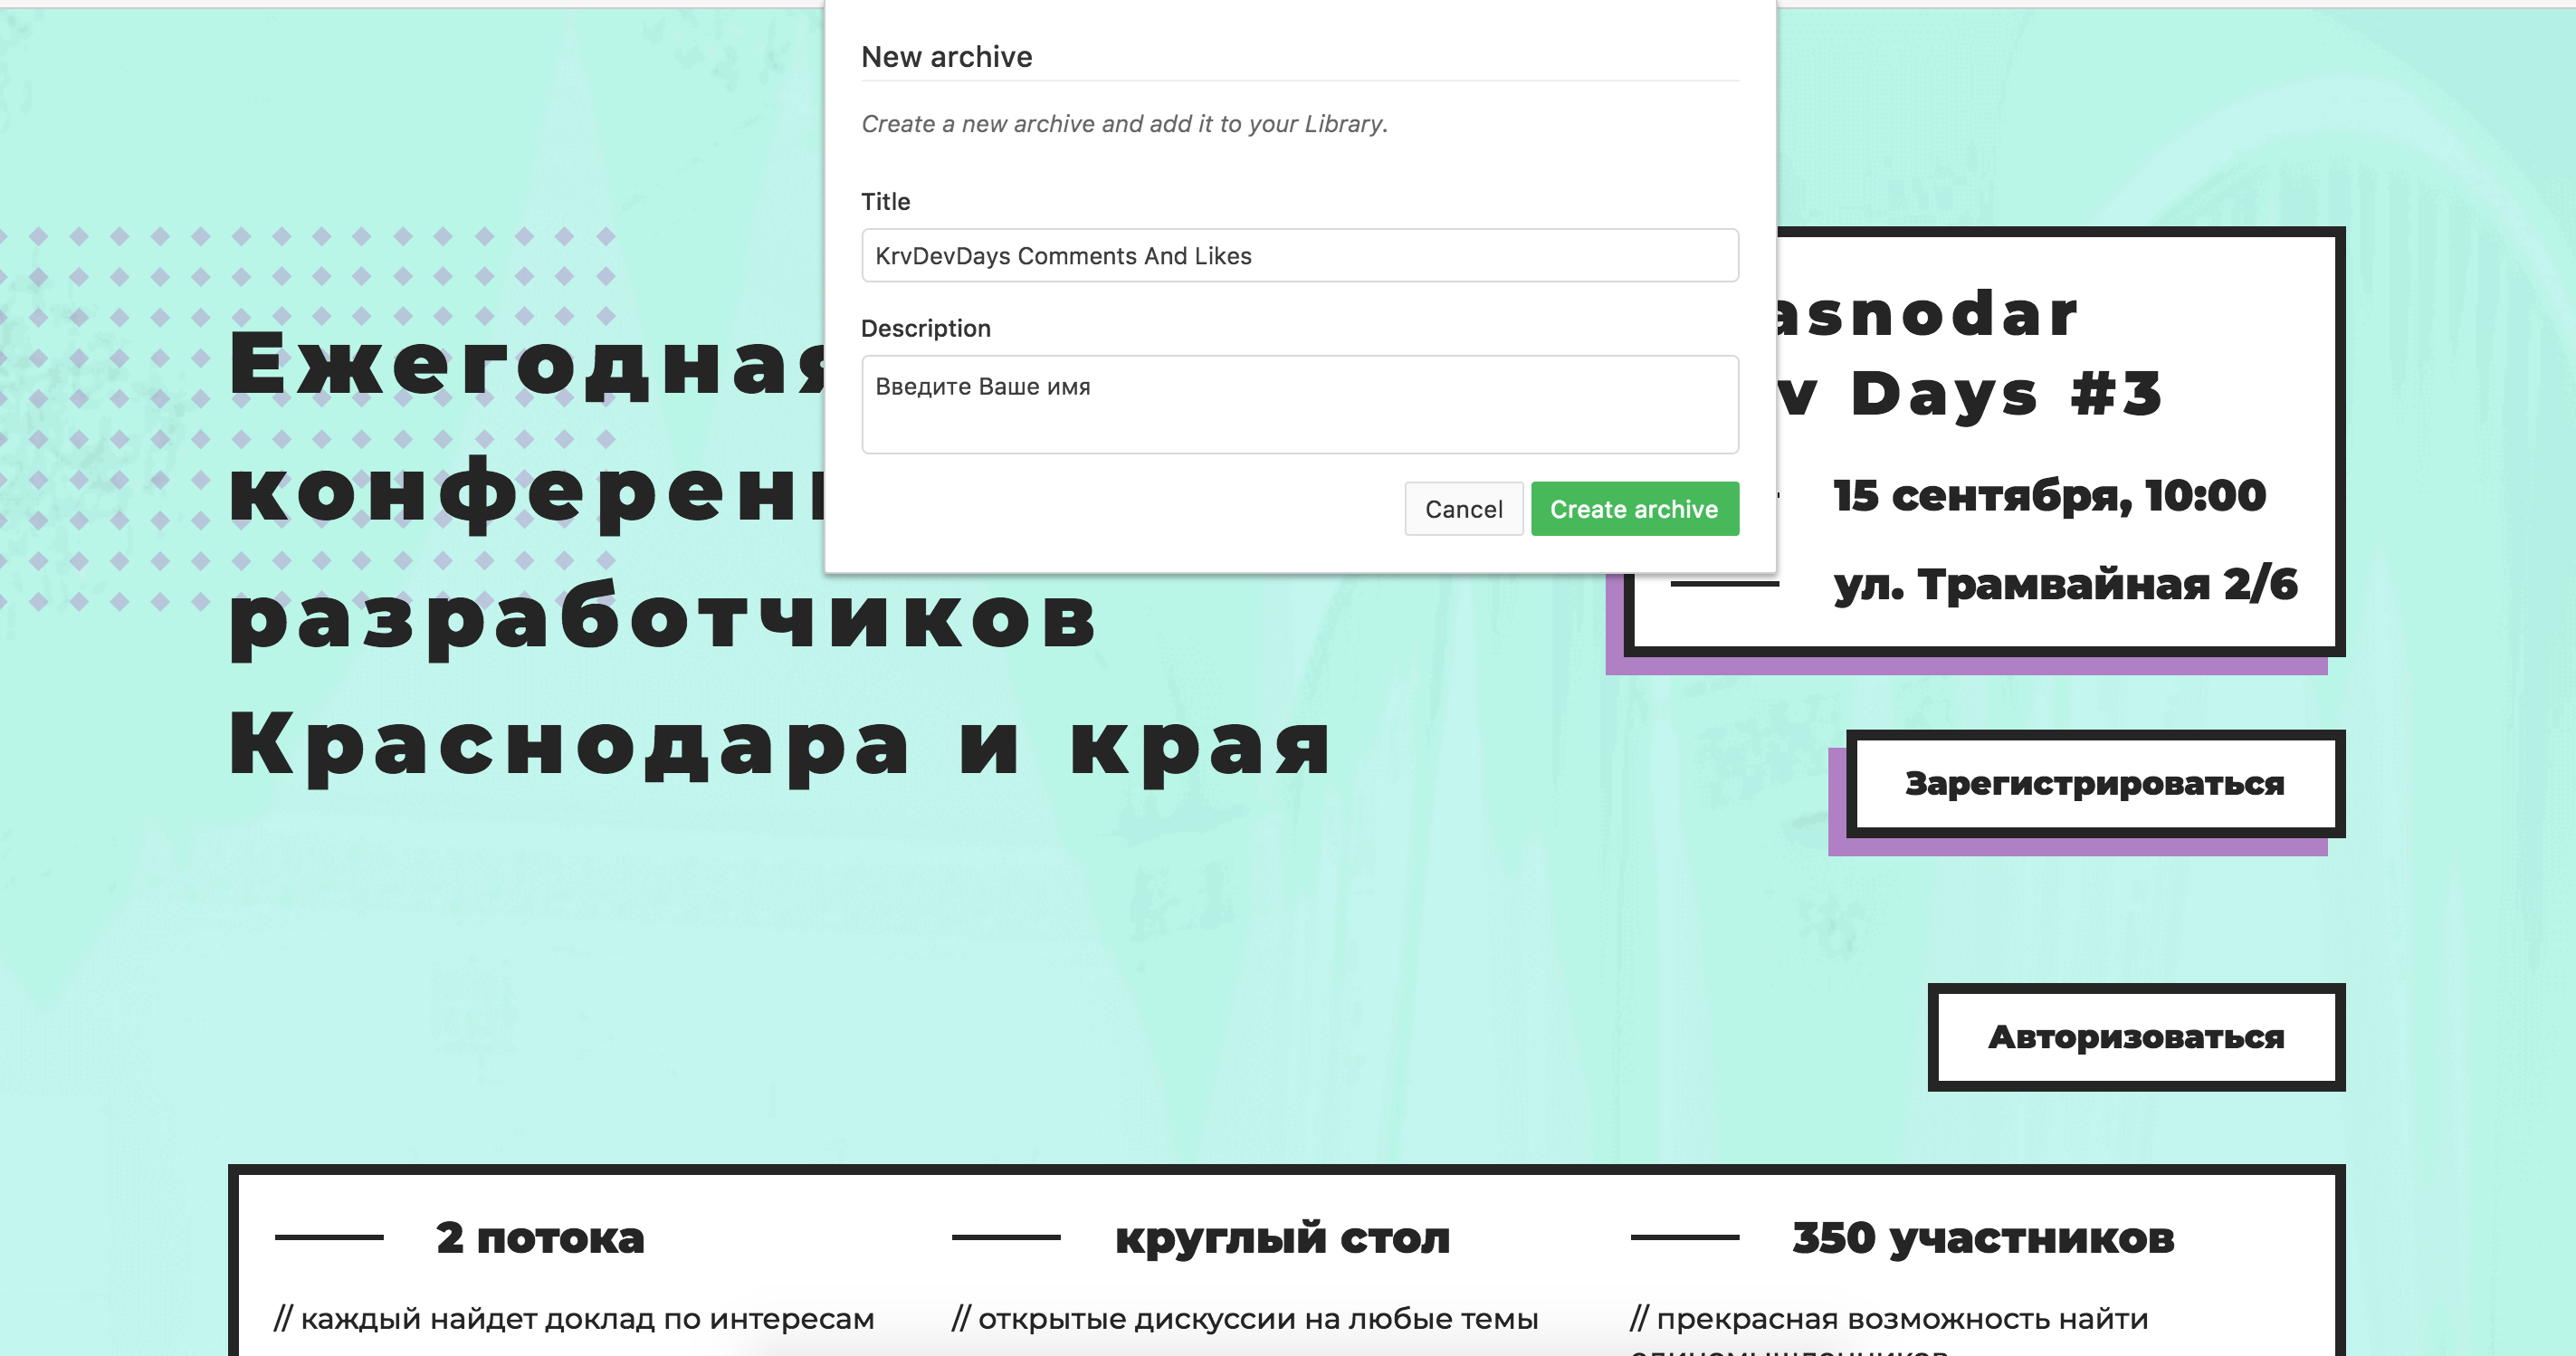 New archive
Create a new archive and add it to your Library.
Title
KrvDevDays Comments And Likes
Description
Введите Ваше имя
Cancel
Create archive
Ежегодная
разработчиков
Краснодара и края
Days #3
15 сентября, 10:00
ул. Трамвайная 2/6
Зарегистрироваться
Авторизоваться
2 потока
// каждый найдет доклад по интересам
круглый стол
// открытые дискуссии на любые темы
350 участников
// прекрасная возможность найти